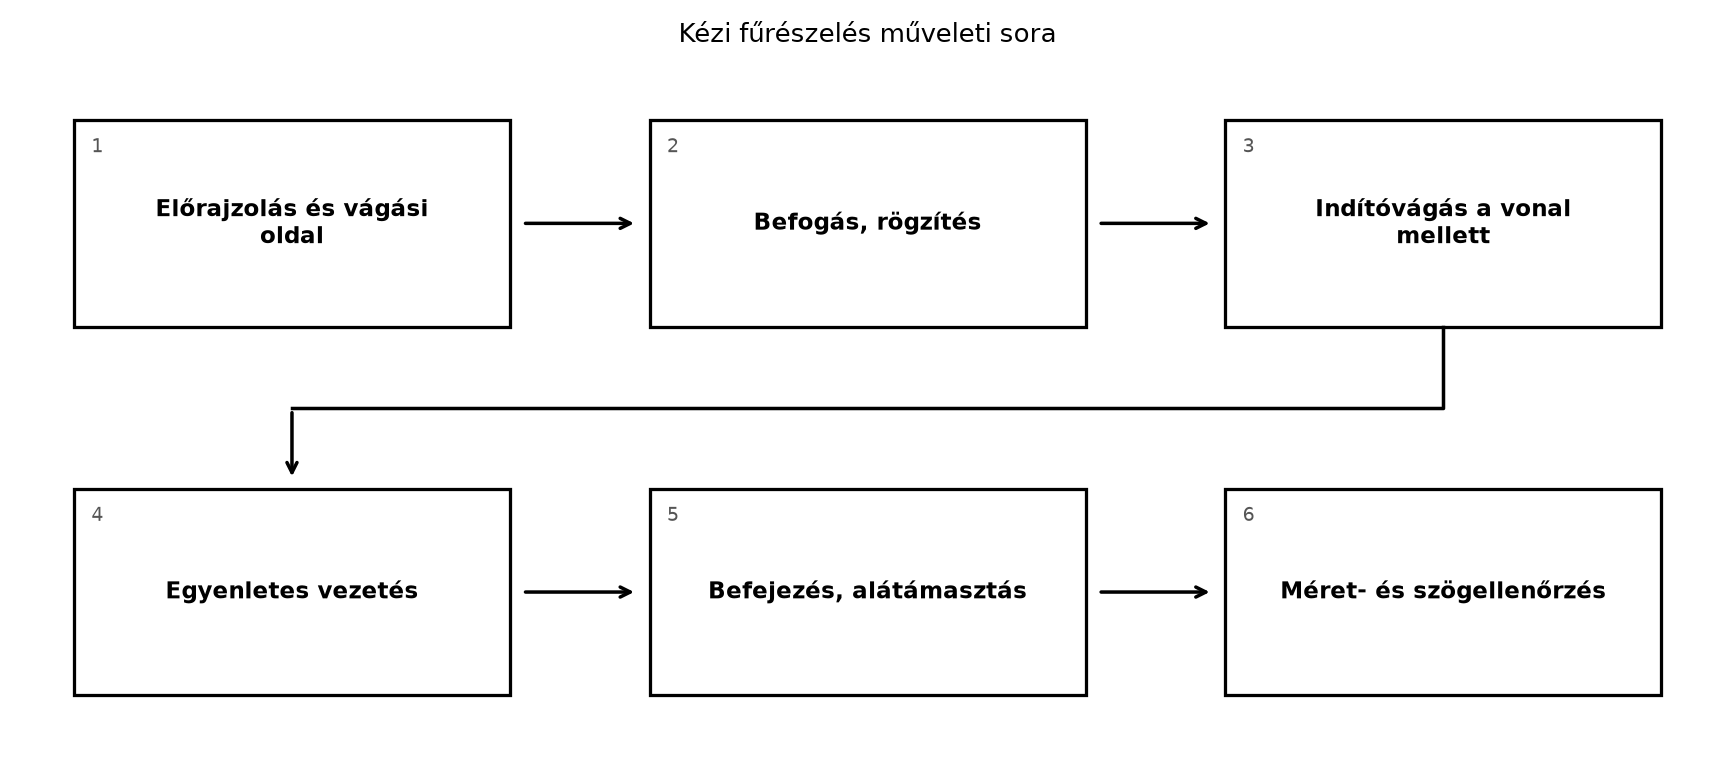 Kézi fűrészelés műveleti sora
1
Előrajzolás és vágási
oldal
2
Befogás, rögzítés
3
Indítóvágás a vonal
mellett
4
Egyenletes vezetés
5
Befejezés, alátámasztás
6
Méret- és szögellenőrzés